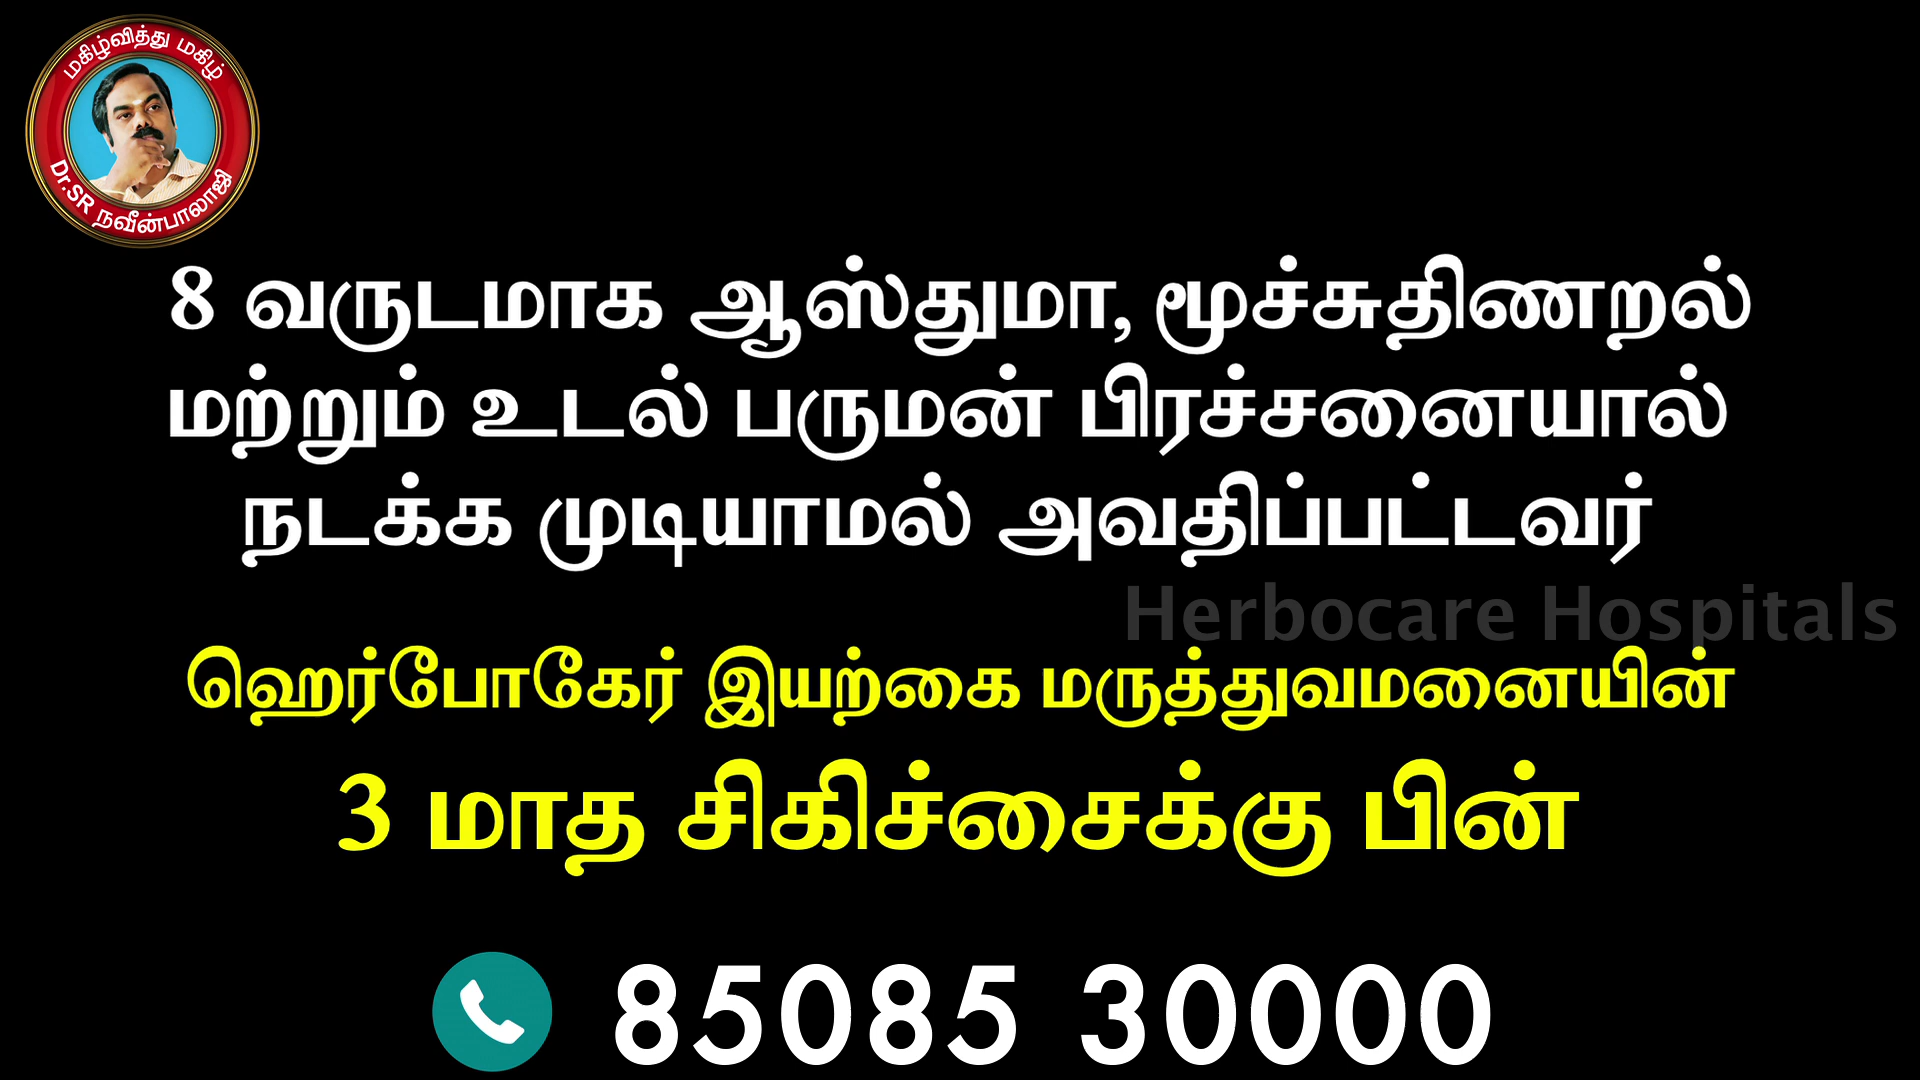 மகிழ்வித்து மகிழ்
Dr.SR நவீன்பாலாஜி
8 வருடமாக ஆஸ்துமா, மூச்சுதிணறல்
மற்றும் உடல் பருமன் பிரச்சனையால்
நடக்க முடியாமல் அவதிப்பட்டவர்
Herbocare Hospitals
ஹெர்போகேர் இயற்கை மருத்துவமனையின்
3 மாத சிகிச்சைக்கு பின்
85085 30000